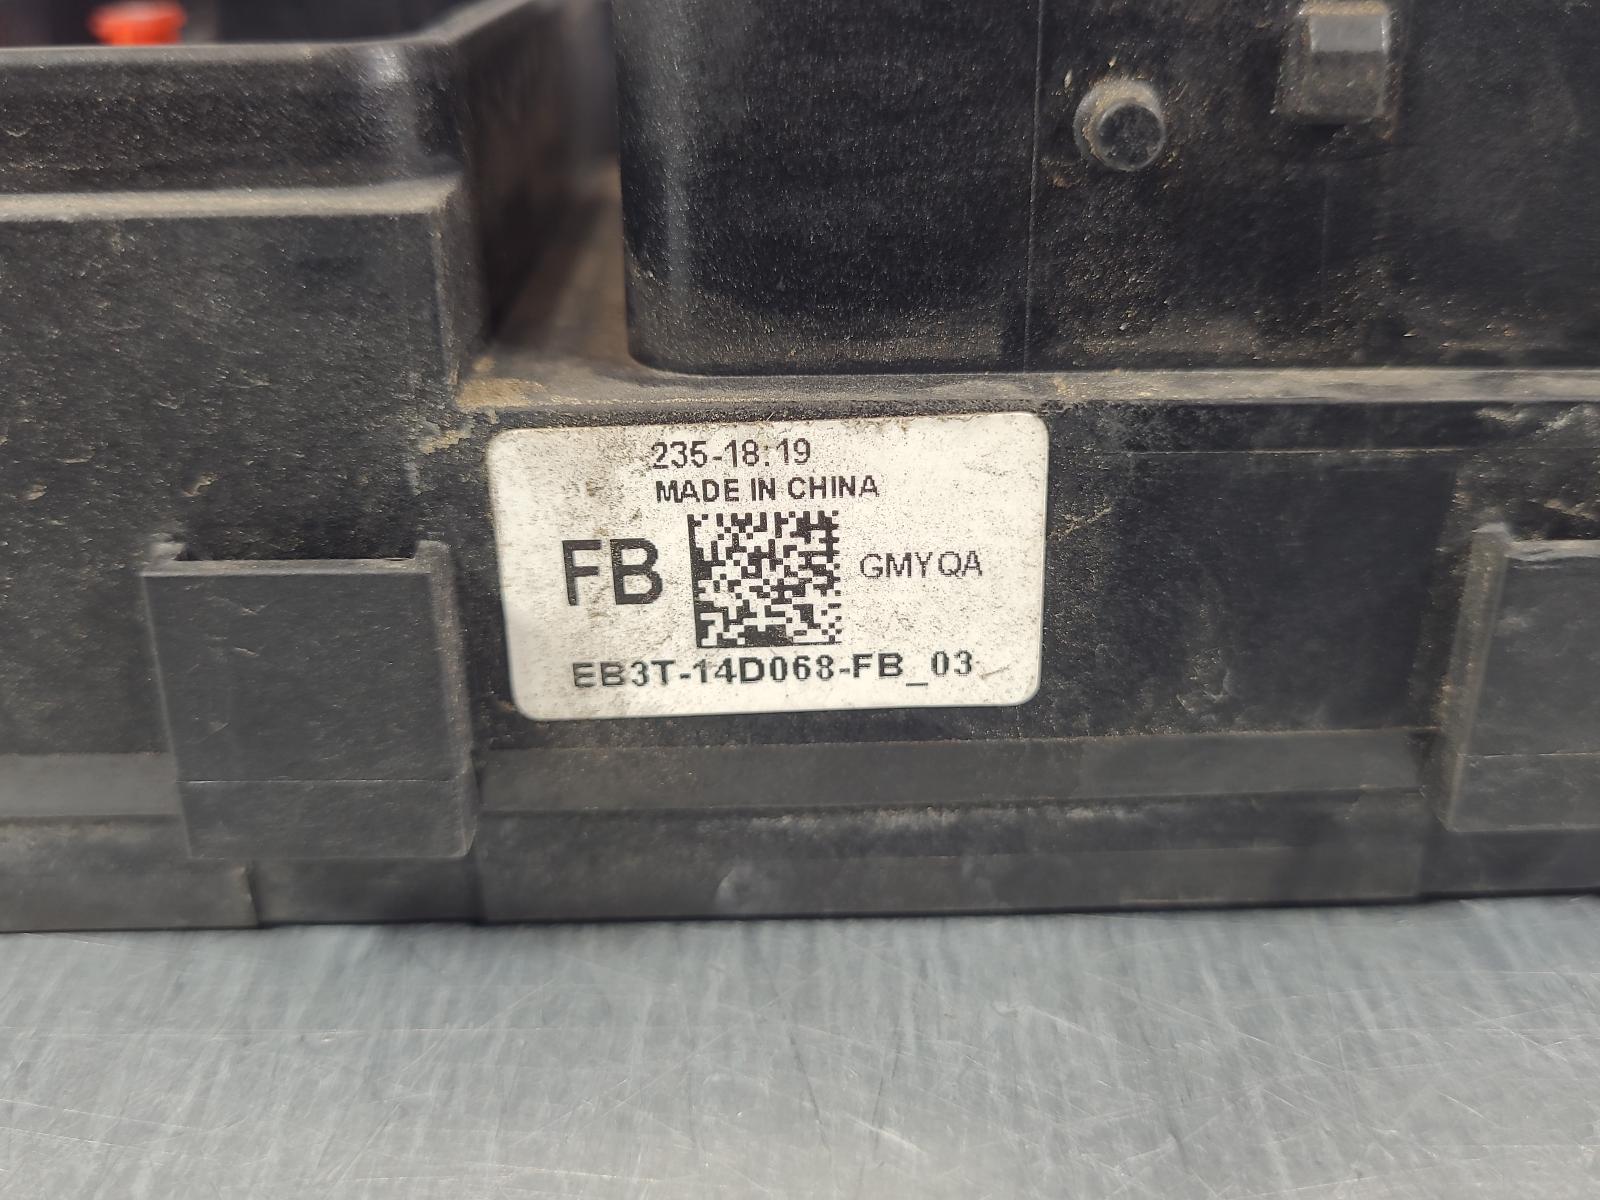 235-18:19
MADE IN CHINA
FB
GMYQA
EB3T-14D068-FB_03